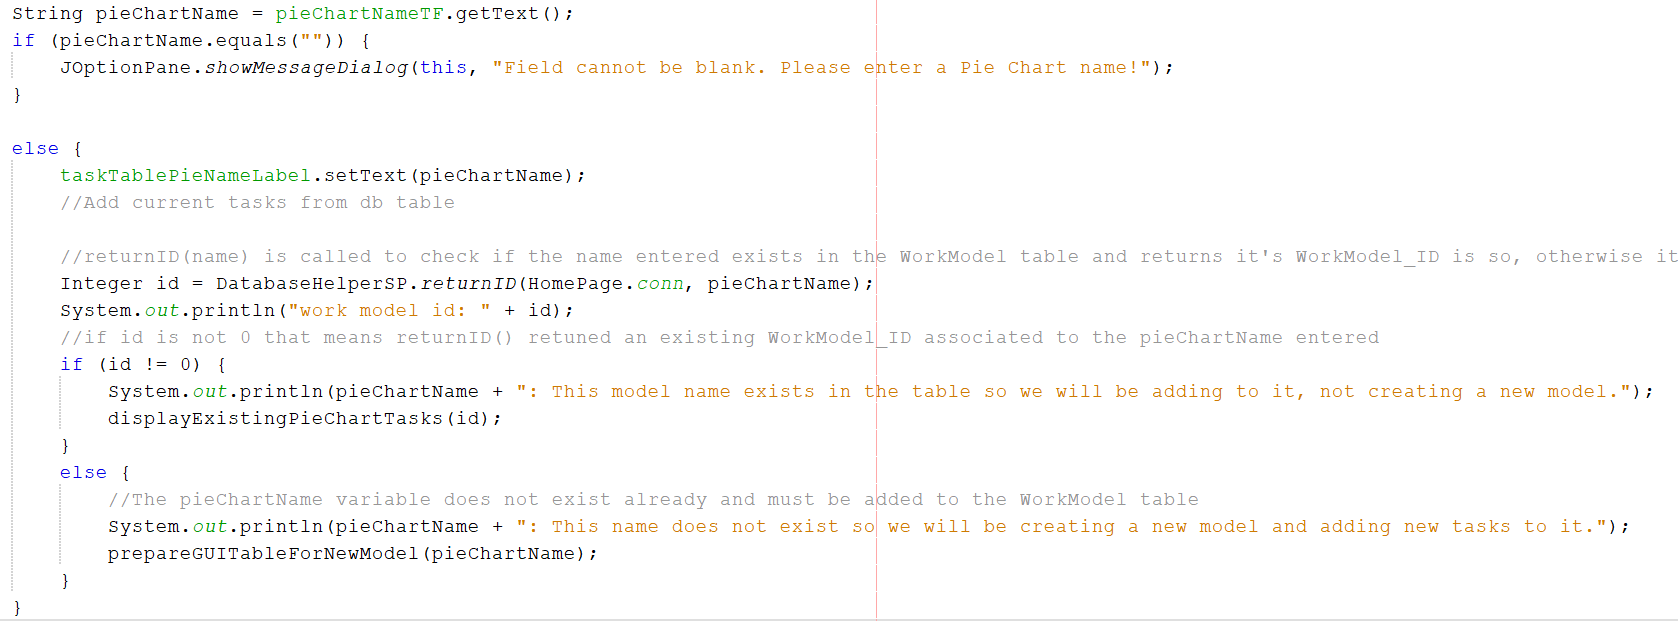 String pieChartName = pieChartNameTF.getText();
if (pieChartName.equals("")) {
JOptionPane.showMessageDialog(this, "Field cannot be blank. Please enter a Pie Chart name!");
}
else {
taskTablePieNameLabel.setText(pieChartName);
//Add current tasks from db table
//returnID(name) is called to check if the name entered exists in the WorkModel table and returns it's WorkModel_ID is so, otherwise it
Integer id = DatabaseHelperSP.returnID(HomePage.conn, pieChartName);
System.out.println("work model id: " + id);
//if id is not 0 that means returnID() retuned an existing WorkModel_ID associated to the pieChartName entered
if (id != 0) {
System.out.println(pieChartName + ": This model name exists in the table so we will be adding to it, not creating a new model.");
displayExistingPieChartTasks(id);
}
else {
//The pieChartName variable does not exist already and must be added to the WorkModel table
System.out.println(pieChartName + ": This name does not exist so we will be creating a new model and adding new tasks to it.");
prepareGUITableForNewModel(pieChartName);
}
}